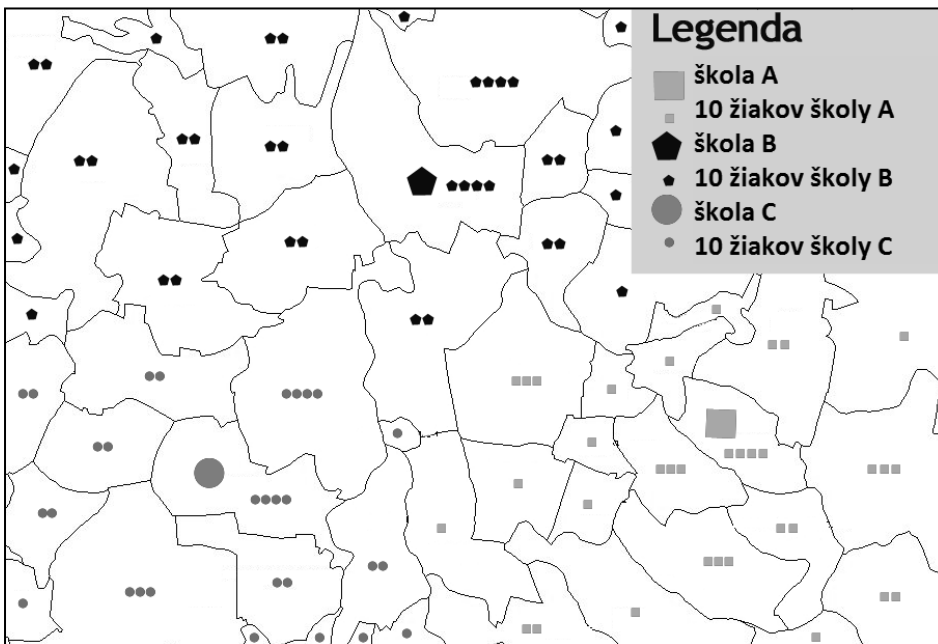 Legenda
škola A
10 žiakov školy A
škola B
10 žiakov školy B
škola C
10 žiakov školy C